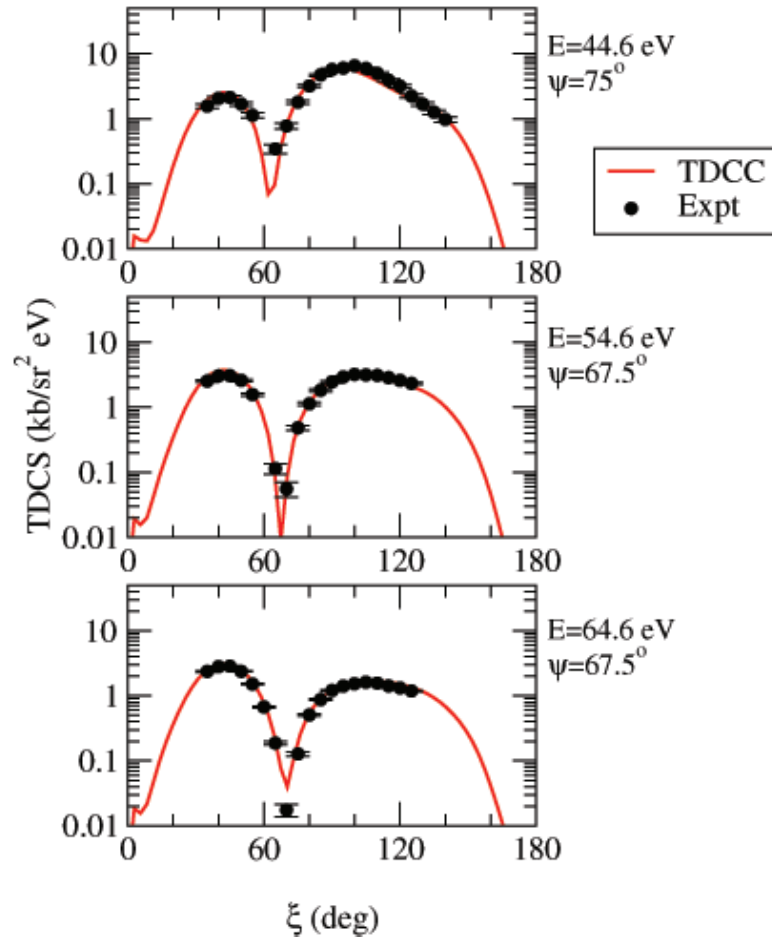 10
1
0.1
0.01
0
60
120
180
E=44.6 eV
ψ=75°
TDCC
Expt
10
1
0.1
0.01
0
60
120
180
E=54.6 eV
ψ=67.5°
TDCS (kb/sr² eV)
10
1
0.1
0.01
0
60
120
180
E=64.6 eV
ψ=67.5°
ξ (deg)